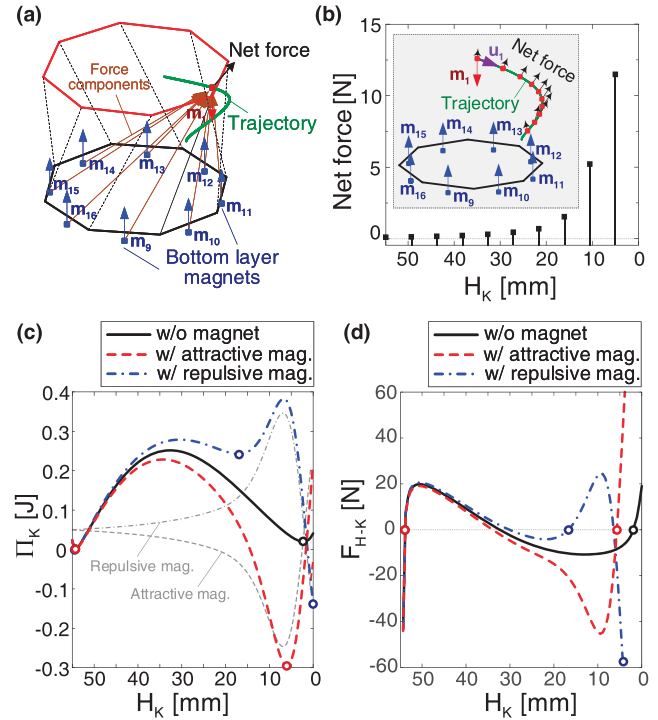 (a)
Net force
Force
components
m1
Trajectory
m14
m13
m12
m15
m11
m16
m9
m10
Bottom layer
magnets
(b)
Net force [N]
15
10
5
0
u1
m1
Net force
Trajectory
m15
m14
m13
m12
m16
m11
m9
m10
50 40 30 20 10 0
HK [mm]
(c)
w/o magnet
w/ attractive mag.
w/ repulsive mag.
ΠK [J]
0.4
0.3
0.2
0.1
0
-0.1
-0.2
-0.3
Repulsive mag.
Attractive mag.
50 40 30 20 10 0
HK [mm]
(d)
w/o magnet
w/ attractive mag.
w/ repulsive mag.
FH-K [N]
60
40
20
0
-20
-40
-60
50 40 30 20 10 0
HK [mm]